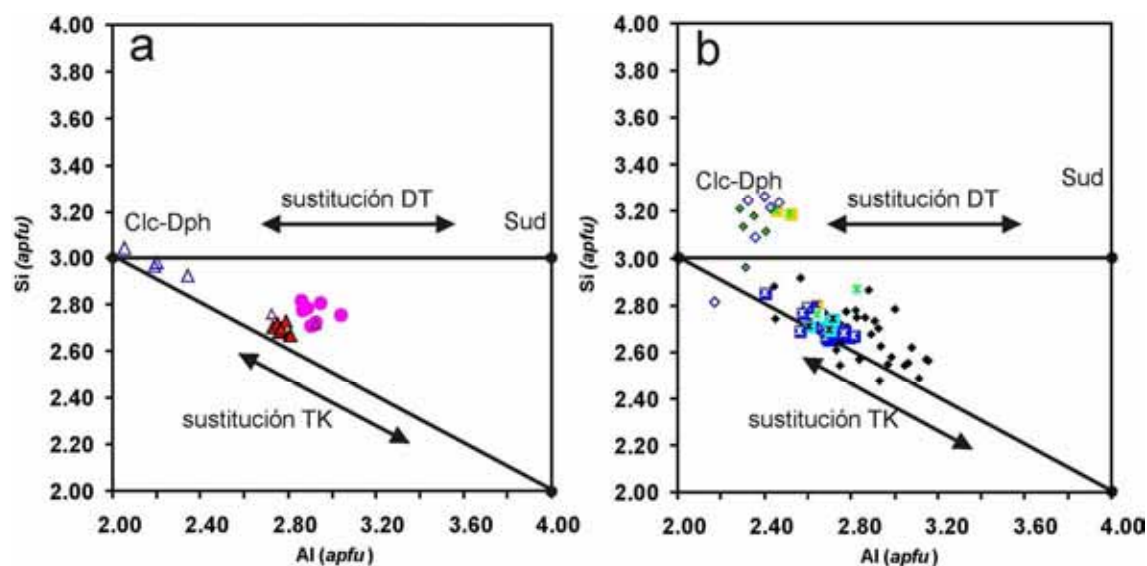 a
4.00
3.80
3.60
3.40
3.20
3.00
2.80
2.60
2.40
2.20
2.00
Si (apfu)
Clc-Dph
sustitución DT
Sud
sustitución TK
2.00 2.40 2.80 3.20 3.60 4.00
Al (apfu)
b
4.00
3.80
3.60
3.40
3.20
3.00
2.80
2.60
2.40
2.20
2.00
Si (apfu)
Clc-Dph
sustitución DT
Sud
sustitución TK
2.00 2.40 2.80 3.20 3.60 4.00
Al (apfu)